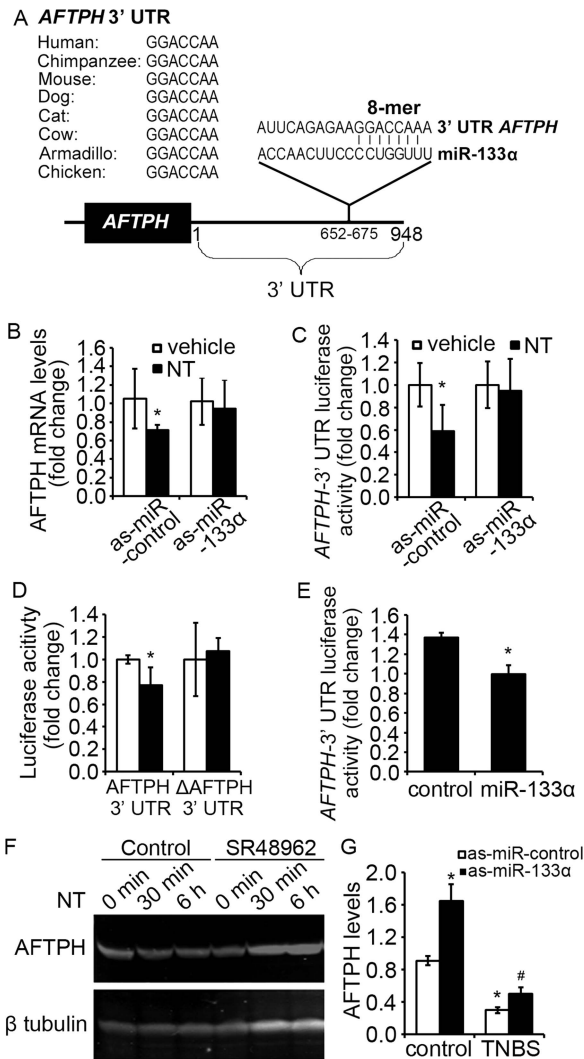 A AFTPH 3' UTR
Human: GGACCAA
Chimpanzee: GGACCAA
Mouse: GGACCAA
Dog: GGACCAA
Cat: GGACCAA
Cow: GGACCAA
Armadillo: GGACCAA
Chicken: GGACCAA
8-mer
AUUCAGAGAAGGACCAAA 3' UTR AFTPH
ACCAACUUCCCCUGGUUU miR-133α
AFTPH
1 652-675 948
3' UTR
B
AFTPH mRNA levels
(fold change)
1.6
1.4
1.2
1.0
0.8
0.6
0.4
0.2
0.0
vehicle
NT
*
as-miR
-control
as-miR
-133α
C
AFTPH-3' UTR luciferase
activity (fold change)
1.4
1.2
1.0
0.8
0.6
0.4
0.2
0.0
vehicle
NT
*
as-miR
-control
as-miR
-133α
D
Luciferase acitivty
(fold change)
1.4
1.2
1.0
0.8
0.6
0.4
0.2
0.0
*
AFTPH
3' UTR
ΔAFTPH
3' UTR
E
AFTPH-3' UTR luciferase
activity (fold change)
1.6
1.4
1.2
1.0
0.8
0.6
0.4
0.2
0.0
*
control miR-133α
F
Control SR48962
NT 0 min 30 min 6 h 0 min 30 min 6 h
AFTPH
β tubulin
G
as-miR-control
as-miR-133α
AFTPH levels
2.0
1.6
1.2
0.8
0.4
0.0
*
*
#
control TNBS